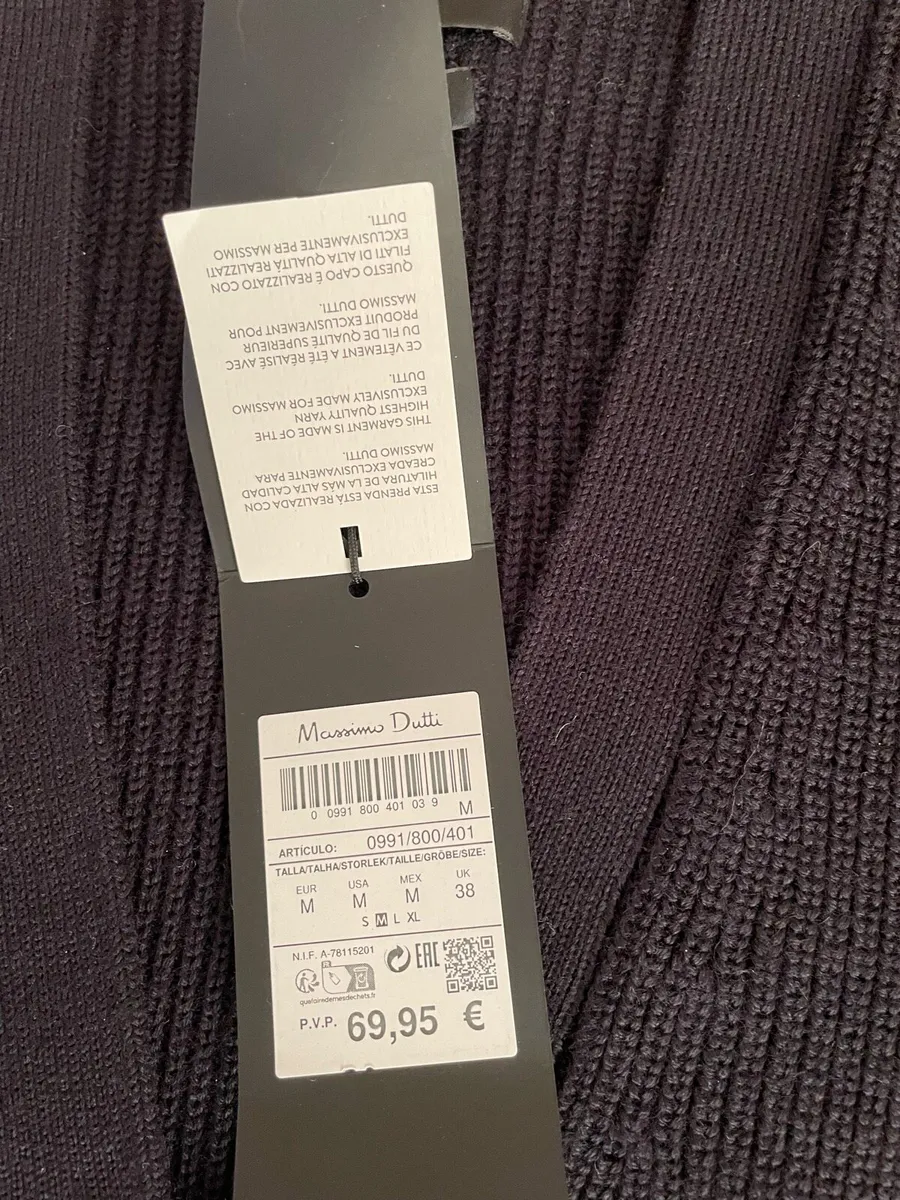 ESTA PRENDA ESTÁ REALIZADA CON
HILATURA DE LA MÁS ALTA CALIDAD
CREADA EXCLUSIVAMENTE PARA
MASSIMO DUTTI.
THIS GARMENT IS MADE OF THE
HIGHEST QUALITY YARN
EXCLUSIVELY MADE FOR MASSIMO
DUTTI.
CE VÊTEMENT A ÉTÉ RÉALISÉ AVEC
DU FIL DE QUALITÉ SUPERIEUR
PRODUIT EXCLUSIVEMENT POUR
MASSIMO DUTTI.
QUESTO CAPO É REALIZZATO CON
FILATI DI ALTA QUALITÀ REALIZZATI
EXCLUSIVAMENTE PER MASSIMO
DUTTI.
Massimo Dutti
0 0991 800 401 03 9 M
ARTÍCULO: 0991/800/401
TALLA/TALHA/STORLEK/TAILLE/GRÖBE/SIZE:
EUR USA MEX UK
M M M 38
S M L XL
N.I.F. A-78115201
FR
EAC
quefairedemesdechets.fr
P.V.P. 69,95 €